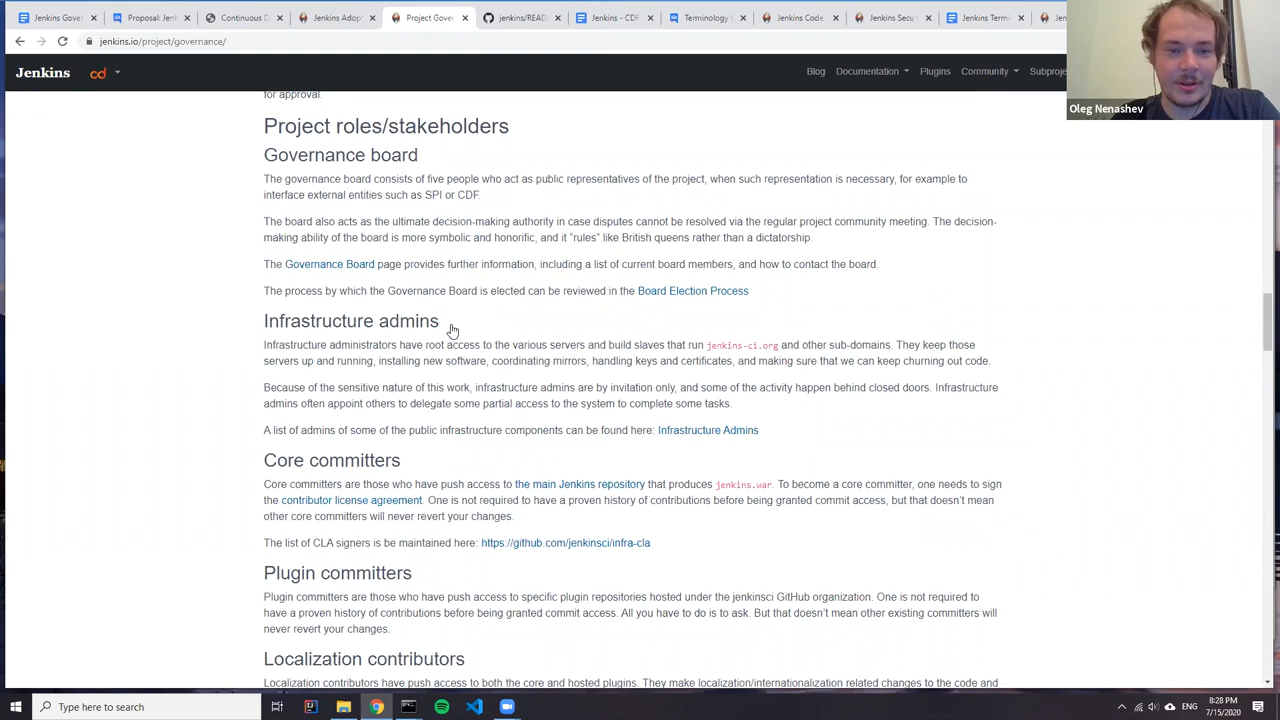 Jenkins Gover
Proposal: Jenk
Continuous D
Jenkins Adop
Project Gover
jenkins/READ
Jenkins - CDF
Terminology
Jenkins Code
Jenkins Secu
Jenkins Termi
jenkins.io/project/governance/
Jenkins
cd
Blog Documentation Plugins Community Subproje
Oleg Nenashev
for approval.
Project roles/stakeholders
Governance board
The governance board consists of five people who act as public representatives of the project, when such representation is necessary, for example to
interface external entities such as SPI or CDF.
The board also acts as the ultimate decision-making authority in case disputes cannot be resolved via the regular project community meeting. The decision-
making ability of the board is more symbolic and honorific, and it “rules” like British queens rather than a dictatorship.
The Governance Board page provides further information, including a list of current board members, and how to contact the board.
The process by which the Governance Board is elected can be reviewed in the Board Election Process
Infrastructure admins
Infrastructure administrators have root access to the various servers and build slaves that run jenkins-ci.org and other sub-domains. They keep those
servers up and running, installing new software, coordinating mirrors, handling keys and certificates, and making sure that we can keep churning out code.
Because of the sensitive nature of this work, infrastructure admins are by invitation only, and some of the activity happen behind closed doors. Infrastructure
admins often appoint others to delegate some partial access to the system to complete some tasks.
A list of admins of some of the public infrastructure components can be found here: Infrastructure Admins
Core committers
Core committers are those who have push access to the main Jenkins repository that produces jenkins.war. To become a core committer, one needs to sign
the contributor license agreement. One is not required to have a proven history of contributions before being granted commit access, but that doesn’t mean
other core committers will never revert your changes.
The list of CLA signers is be maintained here: https://github.com/jenkinsci/infra-cla
Plugin committers
Plugin committers are those who have push access to specific plugin repositories hosted under the jenkinsci GitHub organization. One is not required to
have a proven history of contributions before being granted commit access. All you have to do is to ask. But that doesn’t mean other existing committers will
never revert your changes.
Localization contributors
Localization contributors have push access to both the core and hosted plugins. They make localization/internationalization related changes to the code and
Type here to search
ENG
8:28 PM
7/15/2020